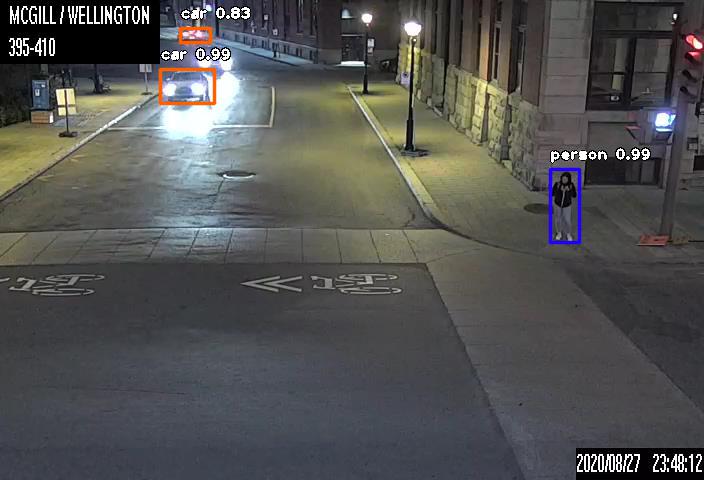 MCGILL / WELLINGTON
395-410
car 0.83
car 0.99
person 0.99
2020/08/27 23:48:12